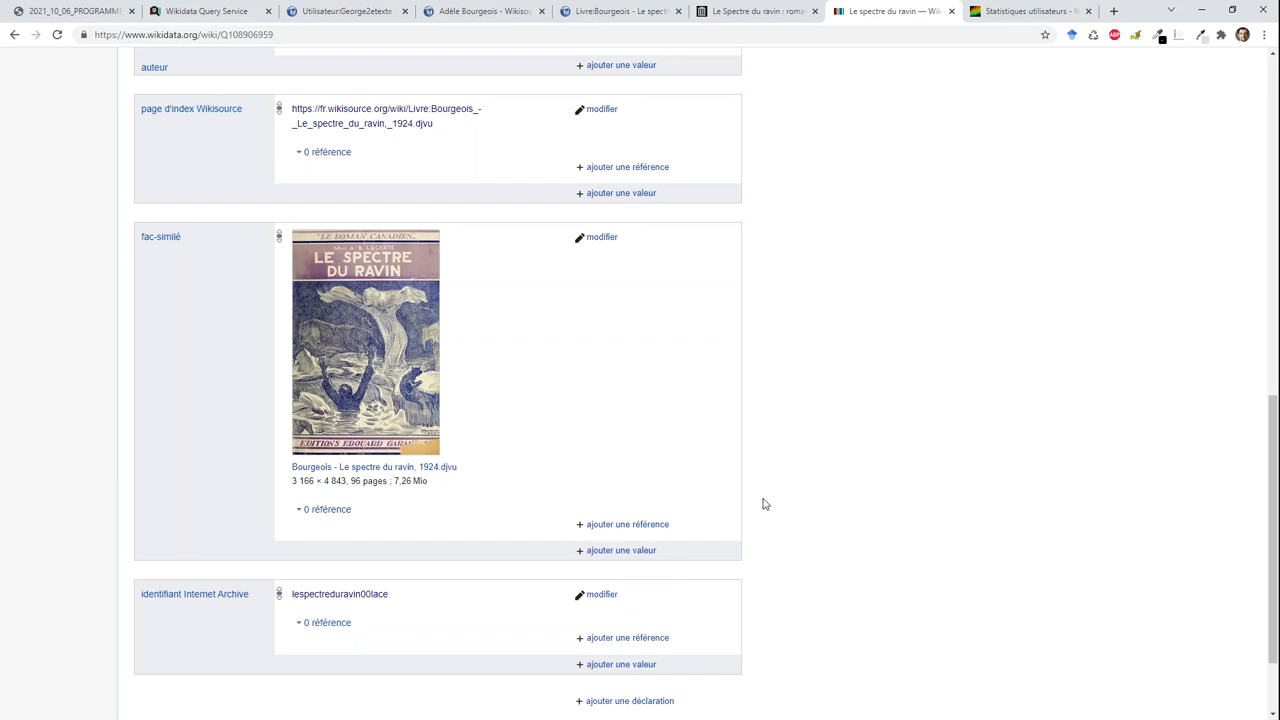 2021_10_06_PROGRAMME
Wikidata Query Service
Utilisateur:George2etexte
Adèle Bourgeois - Wikisou
Livre:Bourgeois - Le spectr
Le Spectre du ravin : roma
Le spectre du ravin — Wik
Statistiques utilisateurs - W
https://www.wikidata.org/wiki/Q108906959
ABP
auteur
+ ajouter une valeur
page d'index Wikisource
https://fr.wikisource.org/wiki/Livre:Bourgeois_-
_Le_spectre_du_ravin,_1924.djvu
modifier
0 référence
+ ajouter une référence
+ ajouter une valeur
fac-similé
modifier
"LE ROMAN CANADIEN"
Mme A.-B. LACERTE
LE SPECTRE
DU RAVIN
EDITIONS EDOUARD GARAN
Bourgeois - Le spectre du ravin, 1924.djvu
3 166 × 4 843, 96 pages ; 7,26 Mio
0 référence
+ ajouter une référence
+ ajouter une valeur
identifiant Internet Archive
lespectreduravin00lace
modifier
0 référence
+ ajouter une référence
+ ajouter une valeur
+ ajouter une déclaration